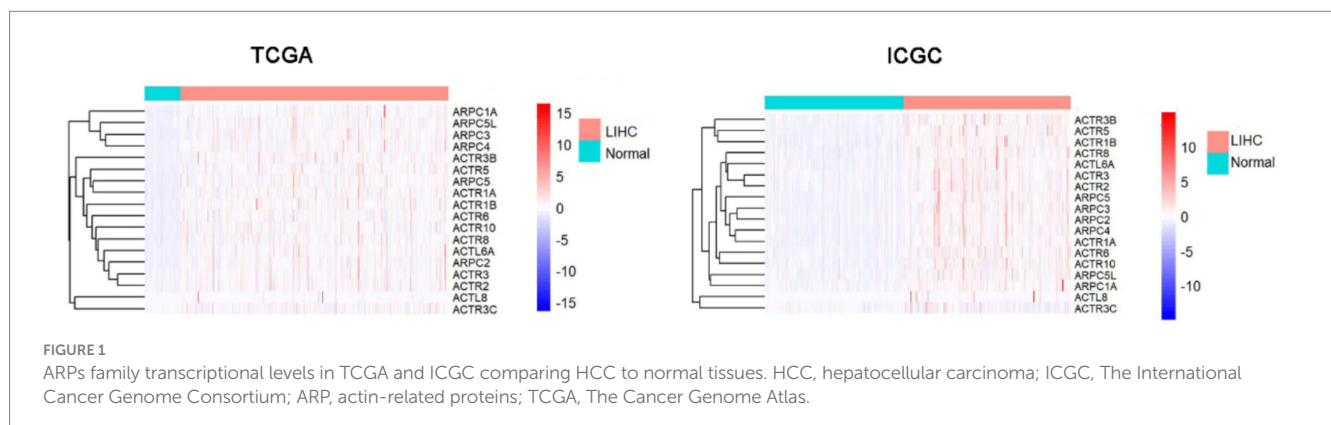 TCGA
ARPC1A
ARPC5L
ARPC3
ARPC4
ACTR3B
ACTR5
ARPC5
ACTR1A
ACTR1B
ACTR6
ACTR10
ACTR8
ACTL6A
ARPC2
ACTR3
ACTR2
ACTL8
ACTR3C
15
10
5
0
-5
-10
-15
LIHC
Normal
ICGC
ACTR3B
ACTR5
ACTR1B
ACTR8
ACTL6A
ACTR3
ACTR2
ARPC5
ARPC3
ARPC2
ARPC4
ACTR1A
ACTR6
ACTR10
ARPC5L
ARPC1A
ACTL8
ACTR3C
10
5
0
-5
-10
LIHC
Normal
FIGURE 1
ARPs family transcriptional levels in TCGA and ICGC comparing HCC to normal tissues. HCC, hepatocellular carcinoma; ICGC, The International
Cancer Genome Consortium; ARP, actin-related proteins; TCGA, The Cancer Genome Atlas.